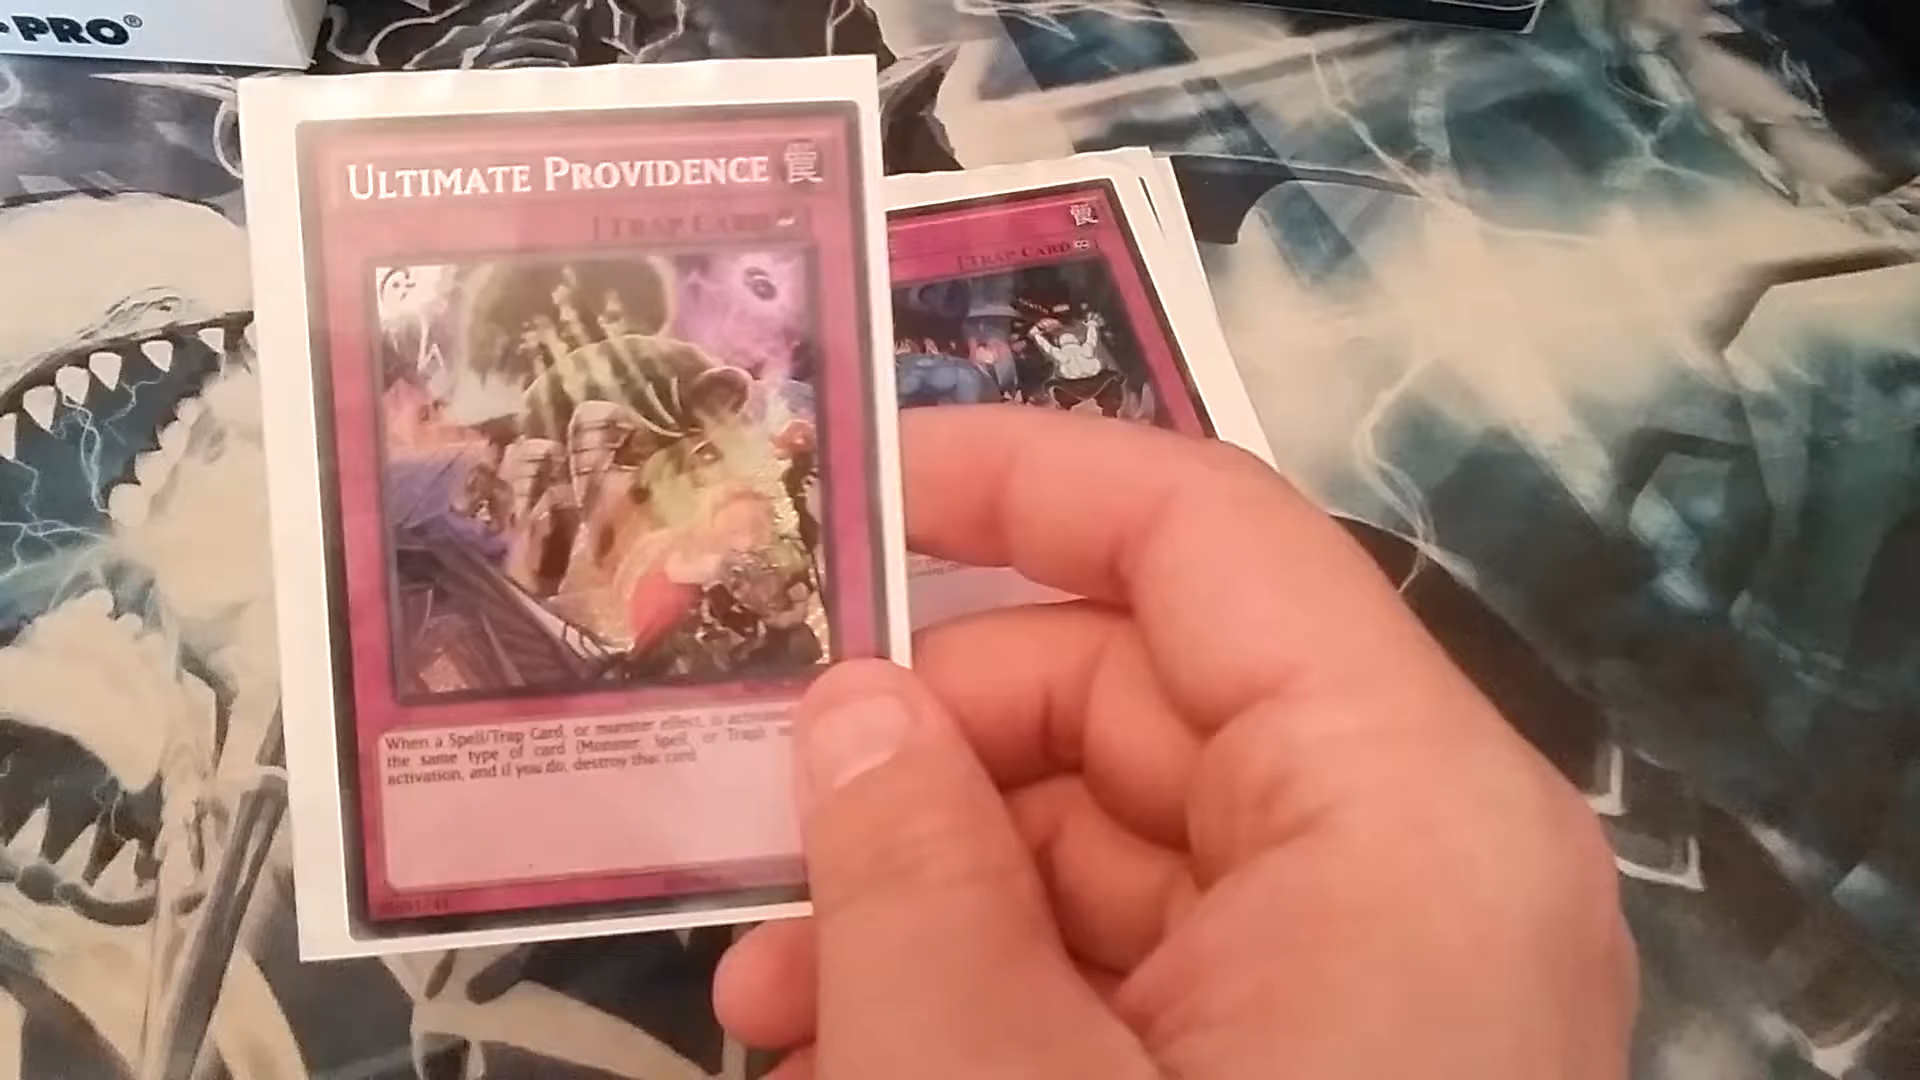 -PRO®
ULTIMATE PROVIDENCE 罠
[TRAP CARD
罠
[TRAP CARD
When a Spell/Trap Card, or monster effect, is activated
the same type of card (Monster, Spell, or Trap)
activation, and if you do, destroy that card.